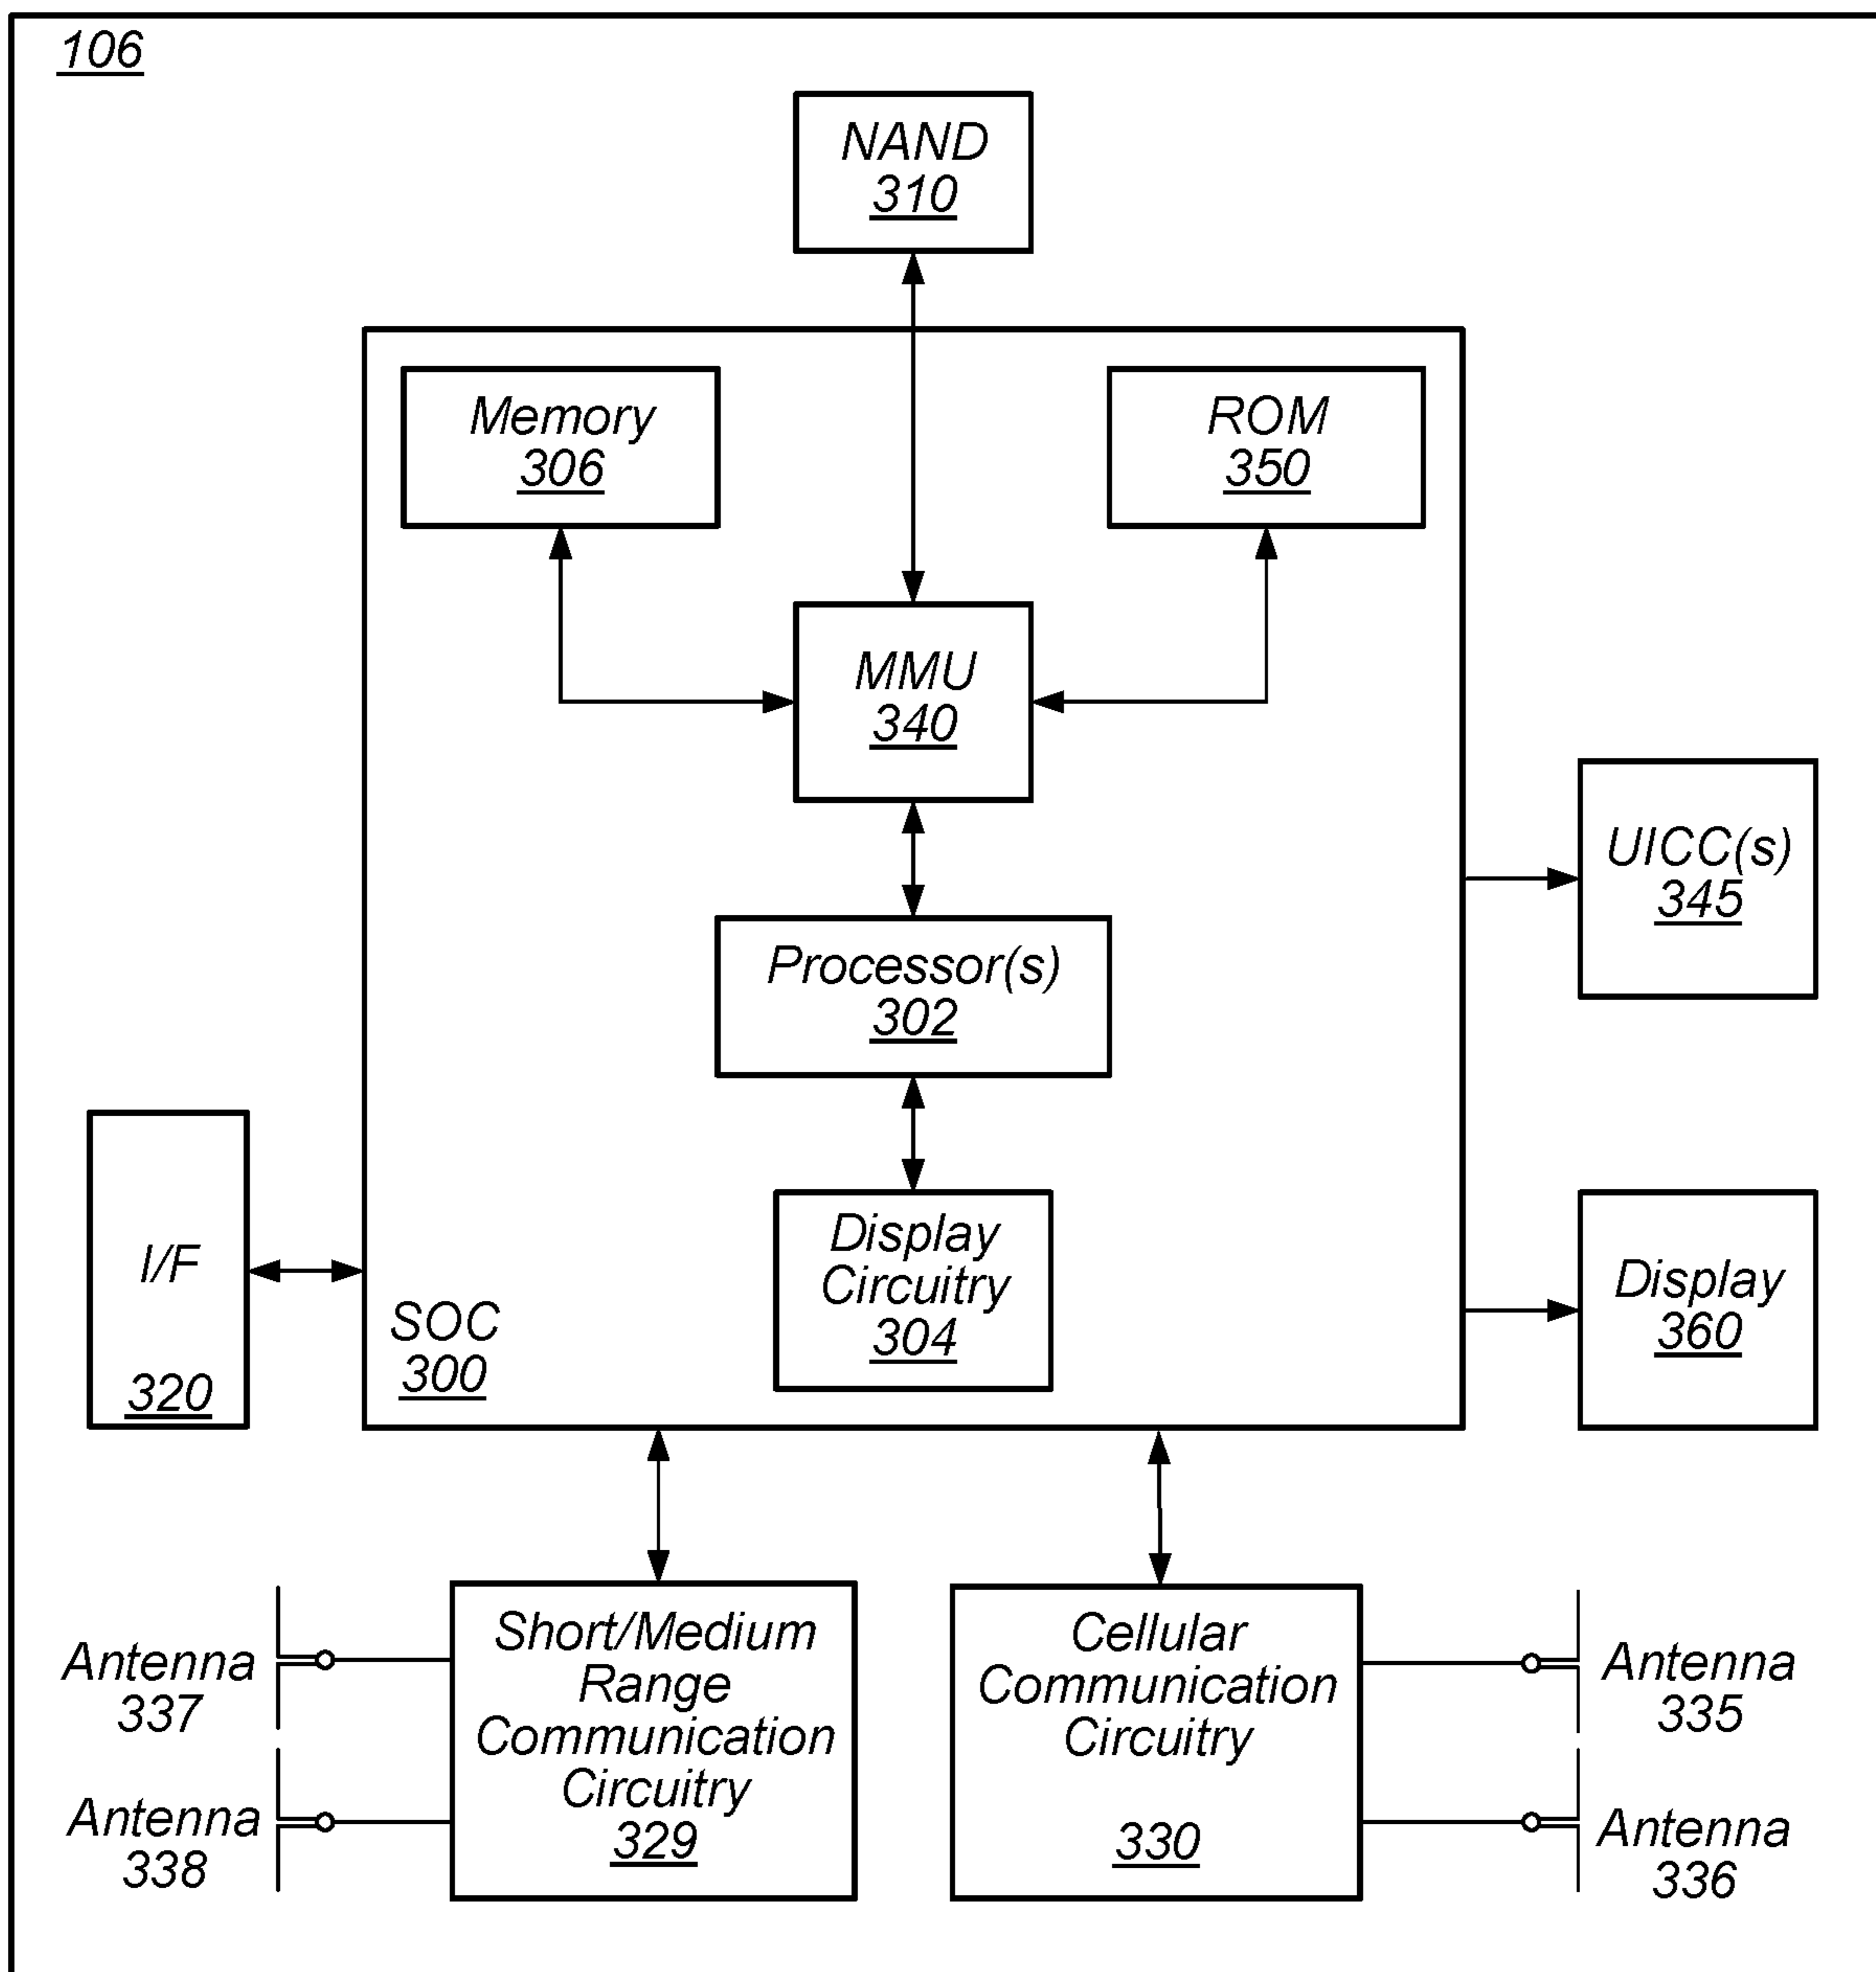 106
NAND
310
Memory
306
ROM
350
MMU
340
UICC(s)
345
Processor(s)
302
I/F
320
Display
Circuitry
304
SOC
300
Display
360
Short/Medium
Range
Communication
Circuitry
329
Cellular
Communication
Circuitry
330
Antenna
337
Antenna
338
Antenna
335
Antenna
336